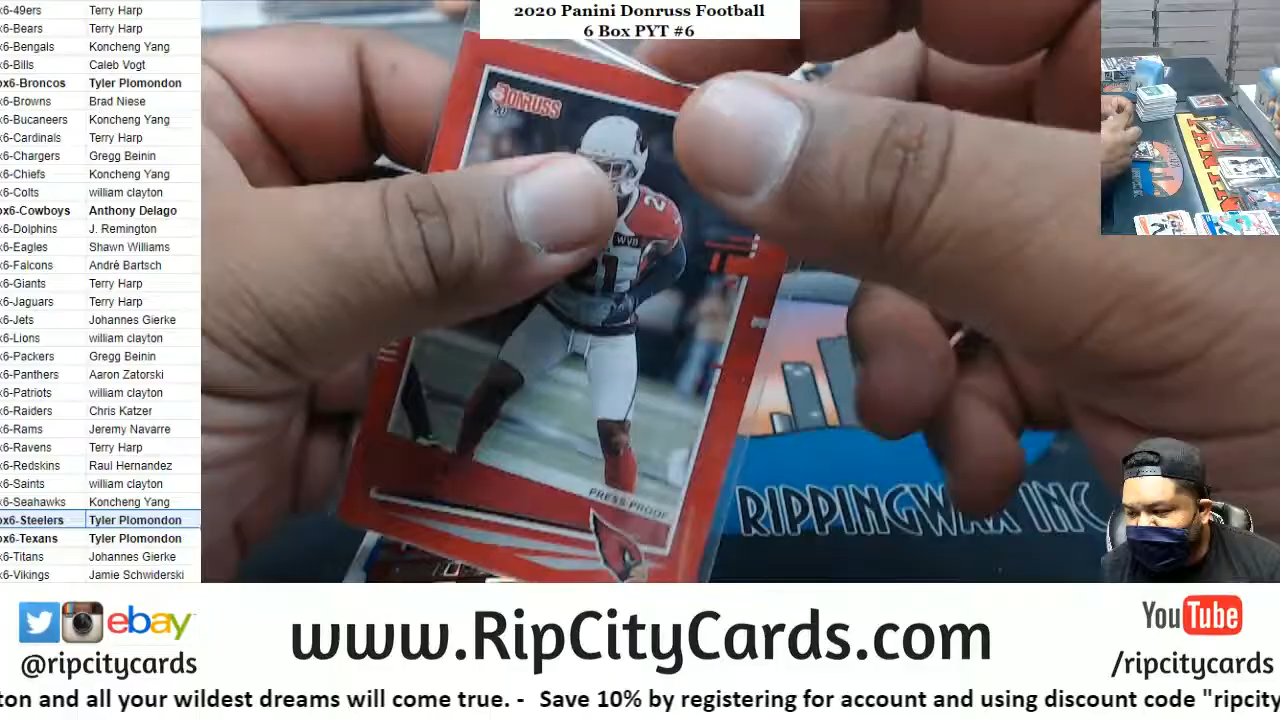 2020 Panini Donruss Football
6 Box PYT #6
x6-49ers Terry Harp
x6-Bears Terry Harp
x6-Bengals Koncheng Yang
x6-Bills Caleb Vogt
ox6-Broncos Tyler Plomondon
x6-Browns Brad Niese
x6-Bucaneers Koncheng Yang
x6-Cardinals Terry Harp
x6-Chargers Gregg Beinin
x6-Chiefs Koncheng Yang
x6-Colts william clayton
ox6-Cowboys Anthony Delago
x6-Dolphins J. Remington
x6-Eagles Shawn Williams
x6-Falcons André Bartsch
x6-Giants Terry Harp
x6-Jaguars Terry Harp
x6-Jets Johannes Gierke
x6-Lions william clayton
x6-Packers Gregg Beinin
x6-Panthers Aaron Zatorski
x6-Patriots william clayton
x6-Raiders Chris Katzer
x6-Rams Jeremy Navarre
x6-Ravens Terry Harp
x6-Redskins Raul Hernandez
x6-Saints william clayton
x6-Seahawks Koncheng Yang
ox6-Steelers Tyler Plomondon
ox6-Texans Tyler Plomondon
x6-Titans Johannes Gierke
x6-Vikings Jamie Schwiderski
DONRUSS
20
WVB
21
PRESS PROOF
RIPPINGWAX INC
ebay
@ripcitycards
www.RipCityCards.com
YouTube
/ripcitycards
ton and all your wildest dreams will come true. - Save 10% by registering for account and using discount code "ripcity